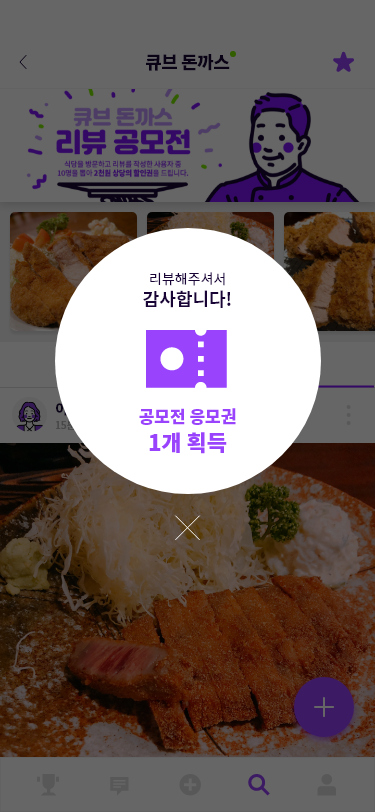 큐브 돈까스
큐브 돈까스
리뷰 공모전
식당을 방문하고 리뷰를 작성한 사용자 중
10명을 뽑아 2천원 상당의 할인권을 드립니다.
리뷰해주셔서
감사합니다!
공모전 응모권
1개 획득